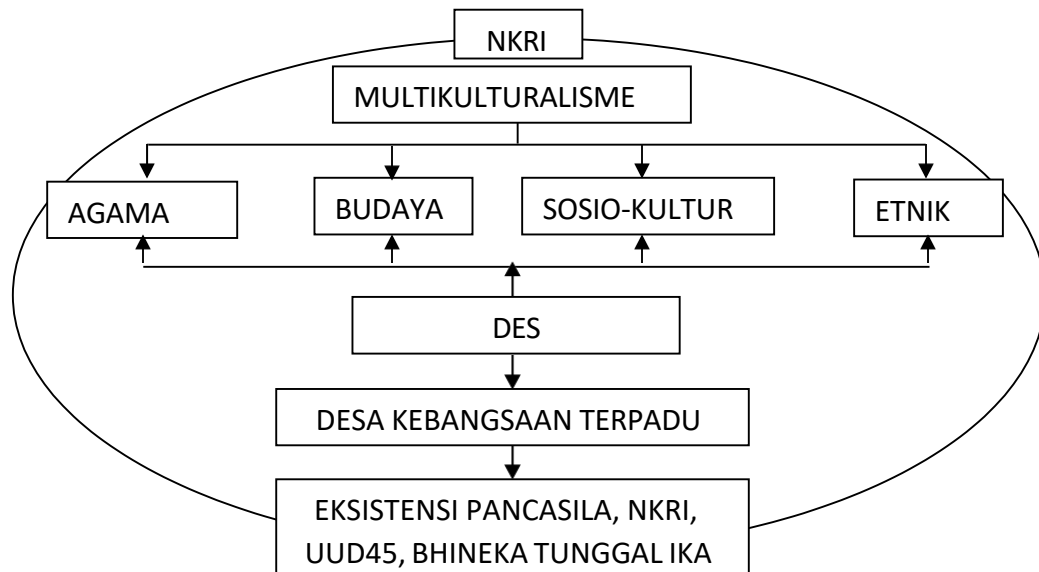 NKRI
MULTIKULTURALISME
AGAMA
BUDAYA
SOSIO-KULTUR
ETNIK
DES
DESA KEBANGSAAN TERPADU
EKSISTENSI PANCASILA, NKRI,
UUD45, BHINEKA TUNGGAL IKA